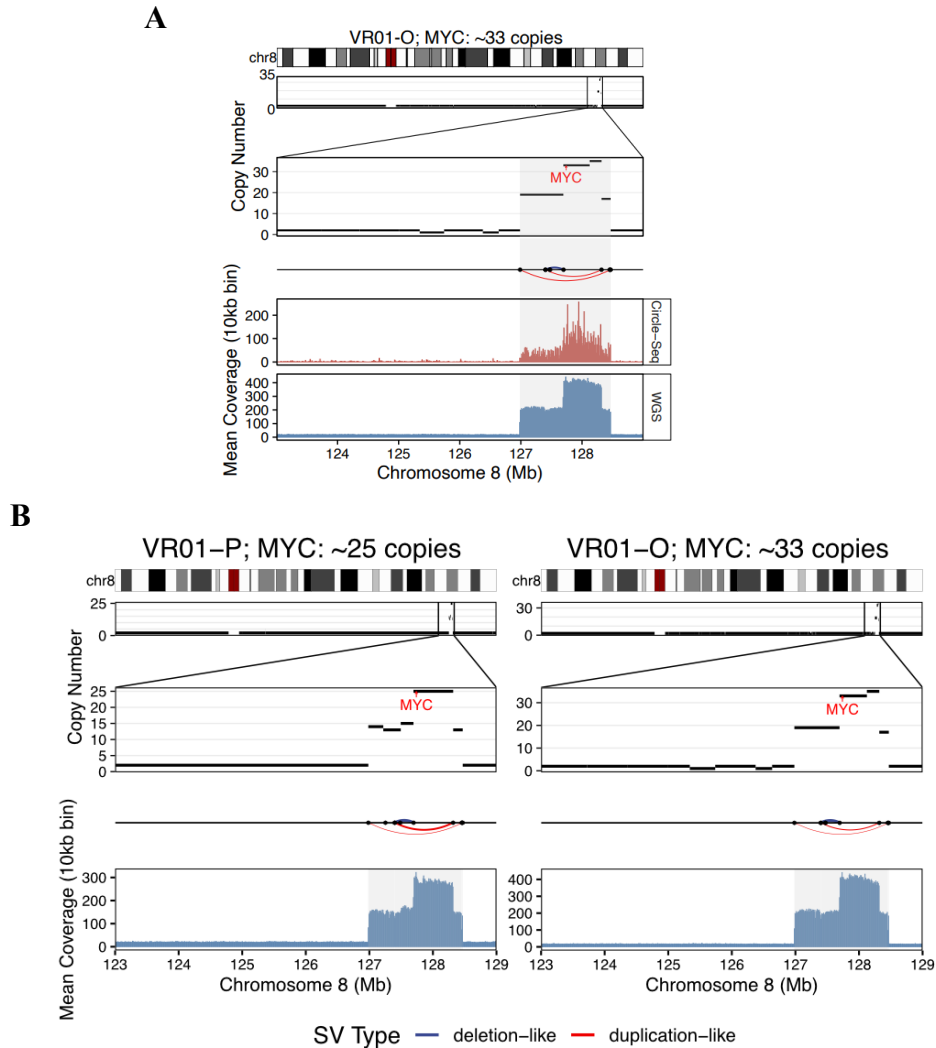 A
VR01-O; MYC: ~33 copies
chr8
35
0
Copy Number
30
20
10
0
MYC
Mean Coverage (10kb bin)
200
100
0
Circle-Seq
400
300
200
100
0
WGS
124 125 126 127 128
Chromosome 8 (Mb)
B
VR01-P; MYC: ~25 copies
chr8
25
0
Copy Number
25
20
15
10
5
0
MYC
Mean Coverage (10kb bin)
300
200
100
0
123 124 125 126 127 128 129
Chromosome 8 (Mb)
VR01-O; MYC: ~33 copies
chr8
30
0
30
20
10
0
MYC
400
300
200
100
0
123 124 125 126 127 128 129
Chromosome 8 (Mb)
SV Type deletion-like duplication-like